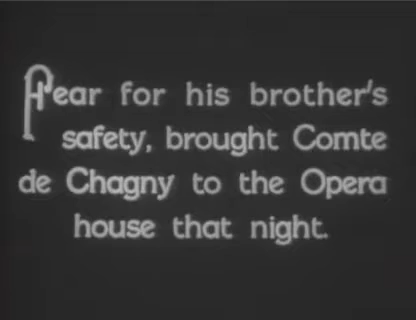 Fear for his brother's
safety, brought Comte
de Chagny to the Opera
house that night.